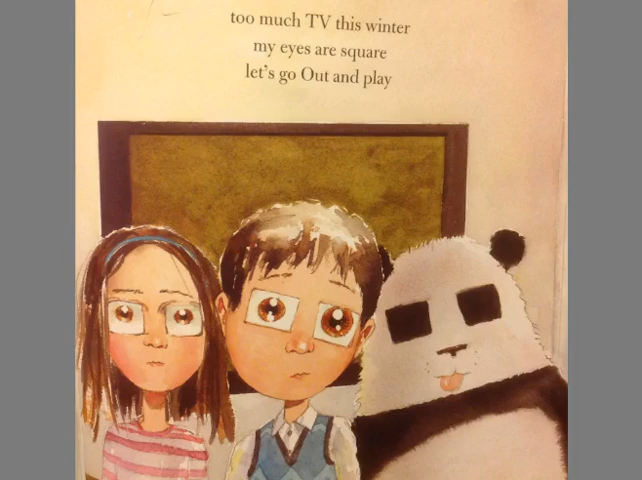 too much TV this winter
my eyes are square
let's go Out and play